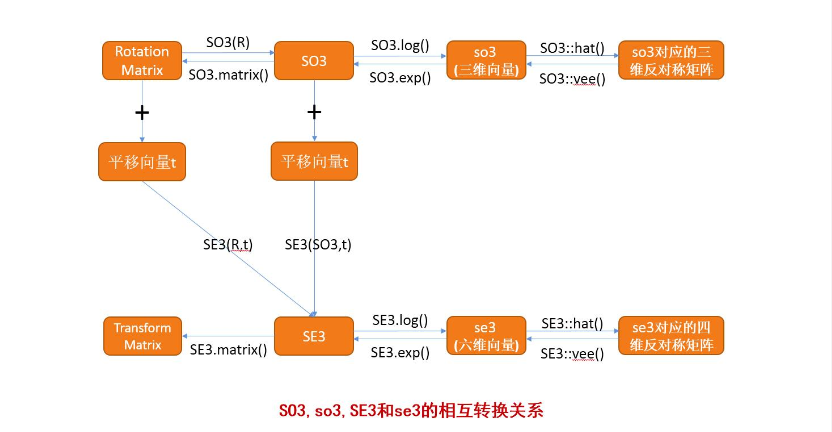 SO3(R)
SO3.log()
SO3::hat()
Rotation
Matrix
SO3
so3
(三维向量)
so3对应的三
维反对称矩阵
SO3.matrix()
SO3.exp()
SO3::vee()
+
+
平移向量t
平移向量t
SE3(R,t)
SE3(SO3,t)
SE3.log()
SE3::hat()
Transform
Matrix
SE3
se3
(六维向量)
se3对应的四
维反对称矩阵
SE3.matrix()
SE3.exp()
SE3::vee()
SO3, so3, SE3和se3的相互转换关系